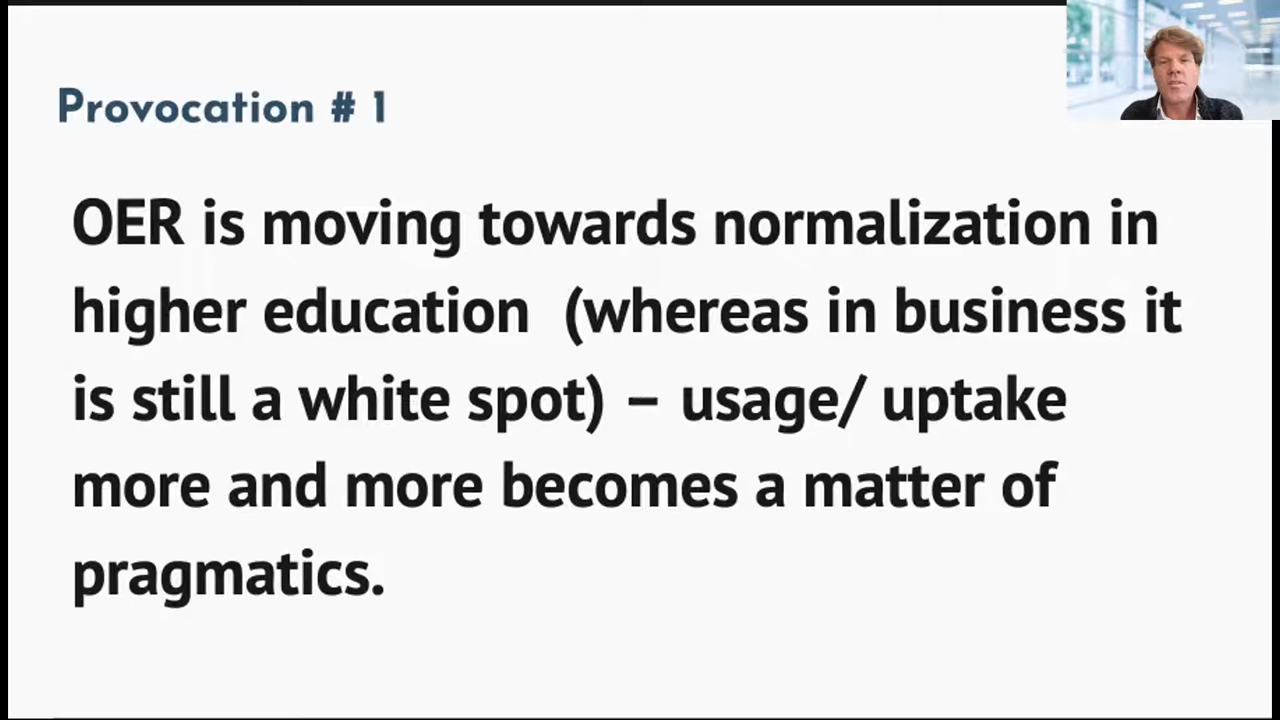 Provocation # 1
OER is moving towards normalization in
higher education (whereas in business it
is still a white spot) – usage/ uptake
more and more becomes a matter of
pragmatics.